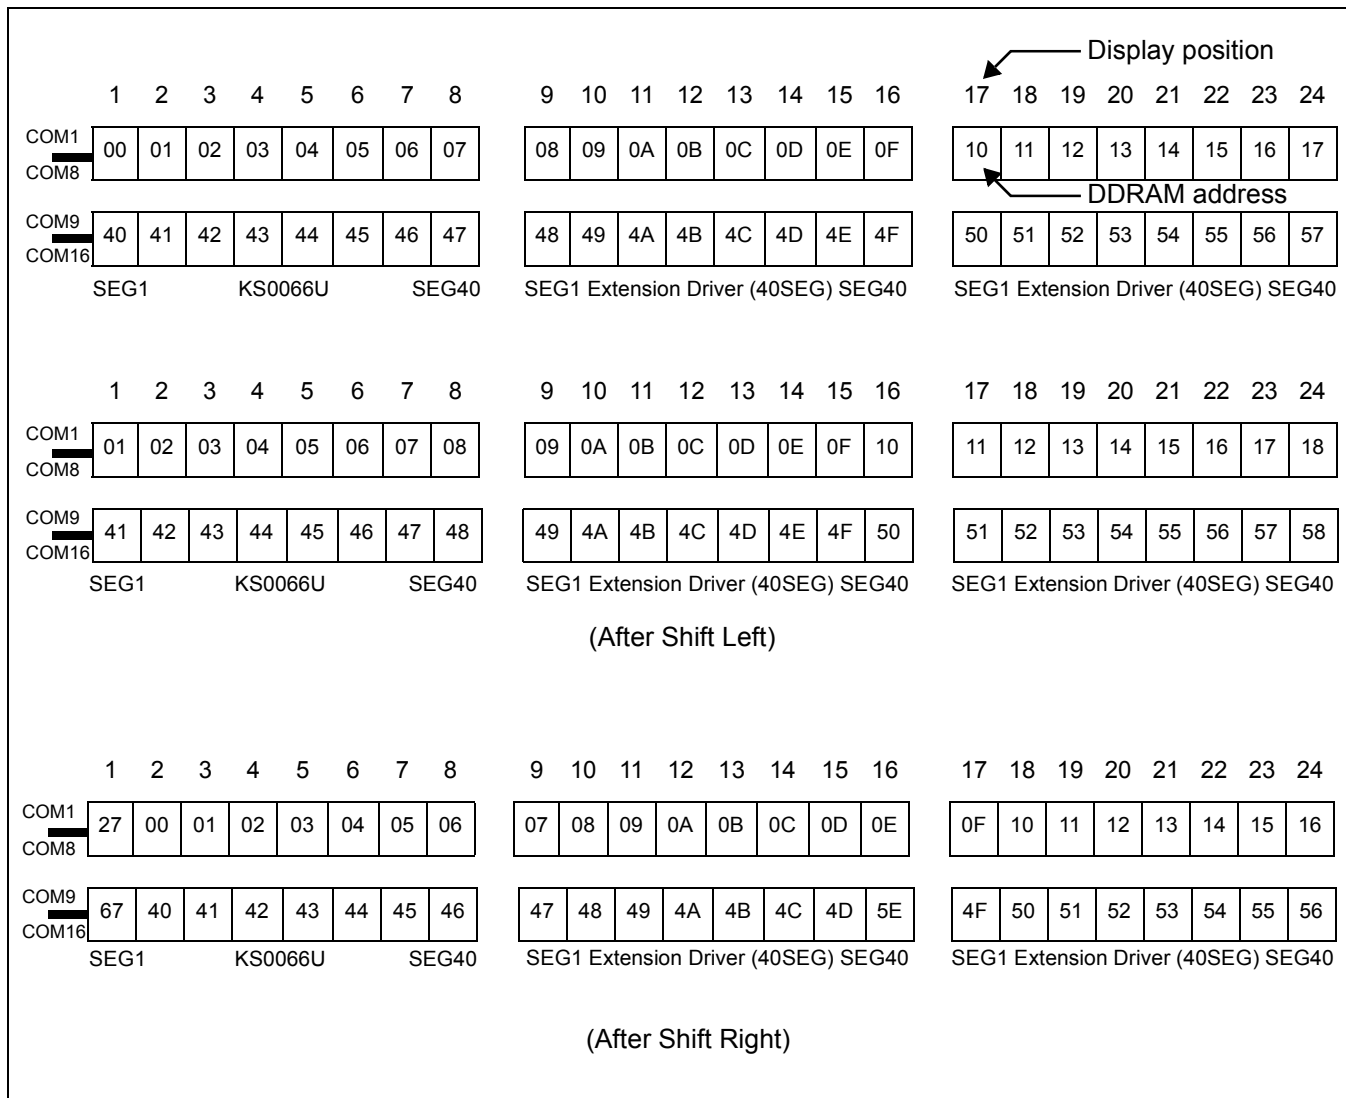 Display position
1 2 3 4 5 6 7 8 9 10 11 12 13 14 15 16 17 18 19 20 21 22 23 24
COM1
00 01 02 03 04 05 06 07 08 09 0A 0B 0C 0D 0E 0F 10 11 12 13 14 15 16 17
COM8
DDRAM address
COM9
40 41 42 43 44 45 46 47 48 49 4A 4B 4C 4D 4E 4F 50 51 52 53 54 55 56 57
COM16
SEG1 KS0066U SEG40 SEG1 Extension Driver (40SEG) SEG40 SEG1 Extension Driver (40SEG) SEG40
1 2 3 4 5 6 7 8 9 10 11 12 13 14 15 16 17 18 19 20 21 22 23 24
COM1
01 02 03 04 05 06 07 08 09 0A 0B 0C 0D 0E 0F 10 11 12 13 14 15 16 17 18
COM8
COM9
41 42 43 44 45 46 47 48 49 4A 4B 4C 4D 4E 4F 50 51 52 53 54 55 56 57 58
COM16
SEG1 KS0066U SEG40 SEG1 Extension Driver (40SEG) SEG40 SEG1 Extension Driver (40SEG) SEG40
(After Shift Left)
1 2 3 4 5 6 7 8 9 10 11 12 13 14 15 16 17 18 19 20 21 22 23 24
COM1
27 00 01 02 03 04 05 06 07 08 09 0A 0B 0C 0D 0E 0F 10 11 12 13 14 15 16
COM8
COM9
67 40 41 42 43 44 45 46 47 48 49 4A 4B 4C 4D 5E 4F 50 51 52 53 54 55 56
COM16
SEG1 KS0066U SEG40 SEG1 Extension Driver (40SEG) SEG40 SEG1 Extension Driver (40SEG) SEG40
(After Shift Right)